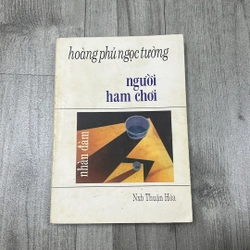 hoàng phủ ngọc tường
người
ham chơi
nhàn đàm
Nxb Thuận Hóa